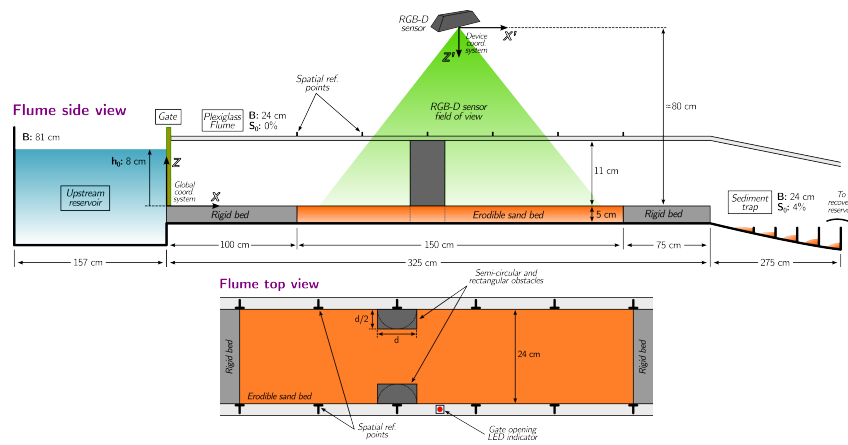 RGB-D
sensor
X'
Device
coord.
system
Z'
Spatial ref.
points
Flume side view
Gate
Plexiglass
Flume
B: 24 cm
S₀: 0%
RGB-D sensor
field of view
≈80 cm
B: 81 cm
h₀: 8 cm
Z
11 cm
Upstream
reservoir
Global
coord
system
X
Sediment
trap
B: 24 cm
S₀: 4%
To
recovery
reservoir
Rigid bed
Erodible sand bed
5 cm
Rigid bed
100 cm
150 cm
75 cm
157 cm
325 cm
275 cm
Flume top view
Semi-circular and
rectangular obstacles
d/2
d
Rigid bed
24 cm
Rigid bed
Erodible sand bed
Spatial ref.
points
Gate opening
LED indicator